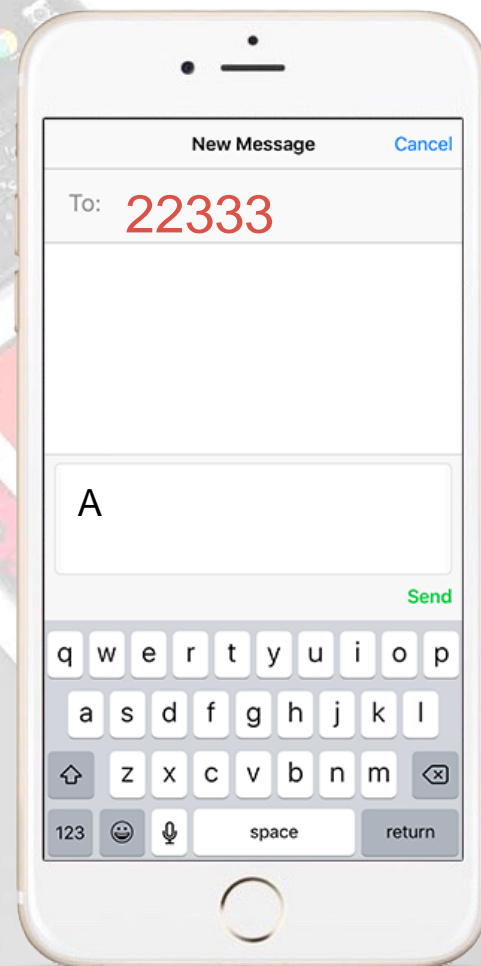 New Message Cancel
To: 22333
A
Send
q w e r t y u i o p
a s d f g h j k l
z x c v b n m
123 space return